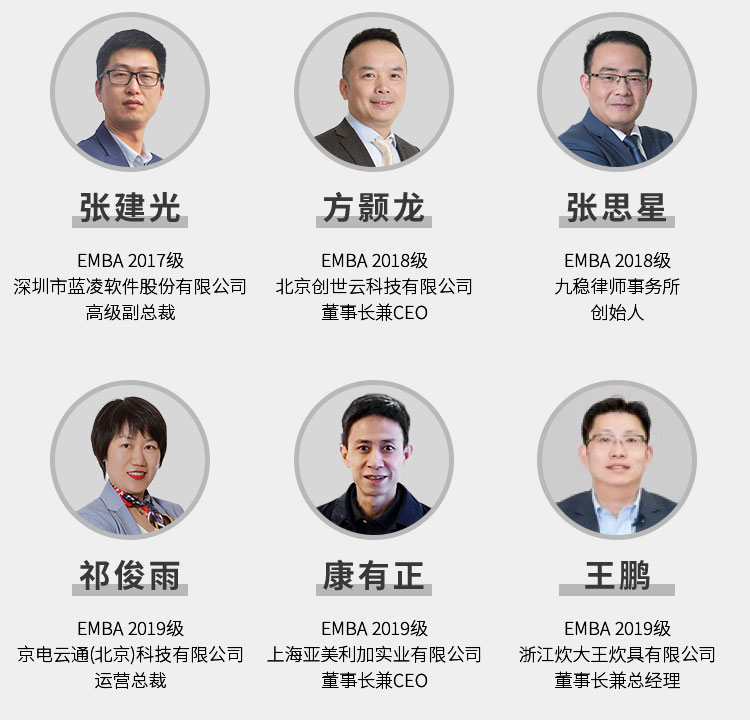 张建光
EMBA 2017级
深圳市蓝凌软件股份有限公司
高级副总裁
方颢龙
EMBA 2018级
北京创世云科技有限公司
董事长兼CEO
张思星
EMBA 2018级
九稳律师事务所
创始人
祁俊雨
EMBA 2019级
京电云通(北京)科技有限公司
运营总裁
康有正
EMBA 2019级
上海亚美利加实业有限公司
董事长兼CEO
王鹏
EMBA 2019级
浙江炊大王炊具有限公司
董事长兼总经理